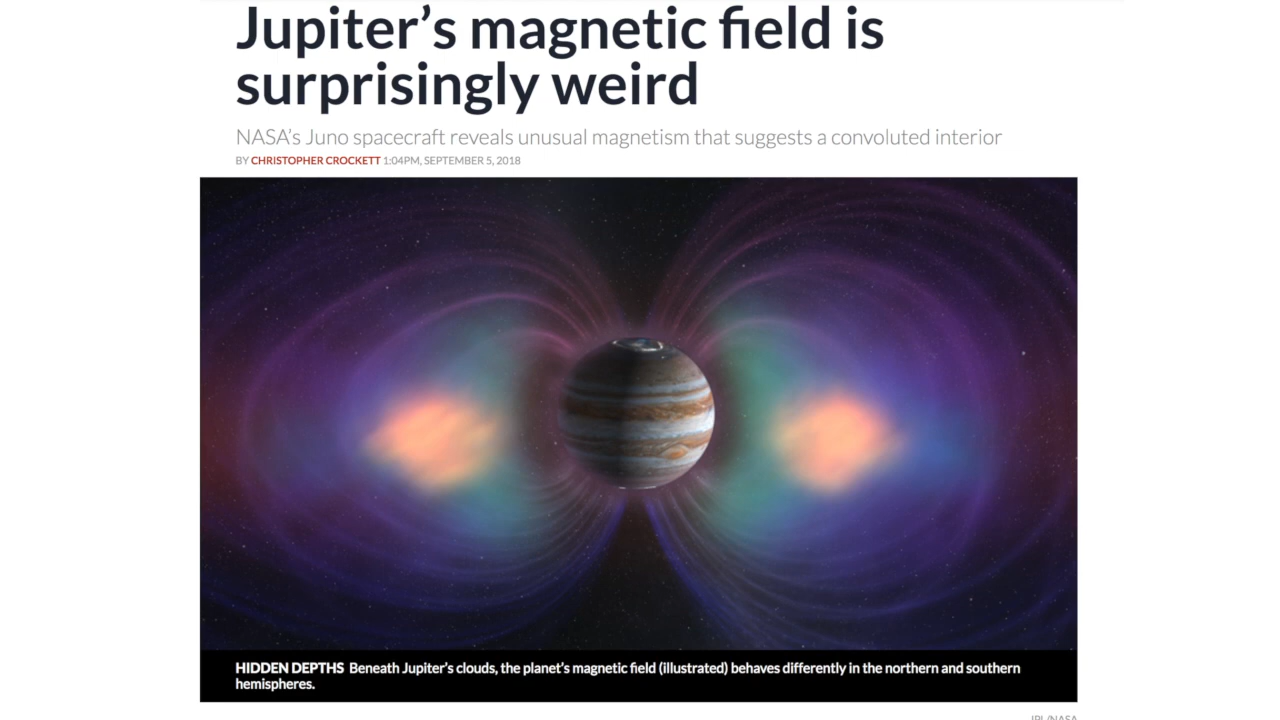 Jupiter’s magnetic field is
surprisingly weird
NASA’s Juno spacecraft reveals unusual magnetism that suggests a convoluted interior
BY CHRISTOPHER CROCKETT 1:04PM, SEPTEMBER 5, 2018
HIDDEN DEPTHS Beneath Jupiter’s clouds, the planet’s magnetic field (illustrated) behaves differently in the northern and southern
hemispheres.
JPL/NASA